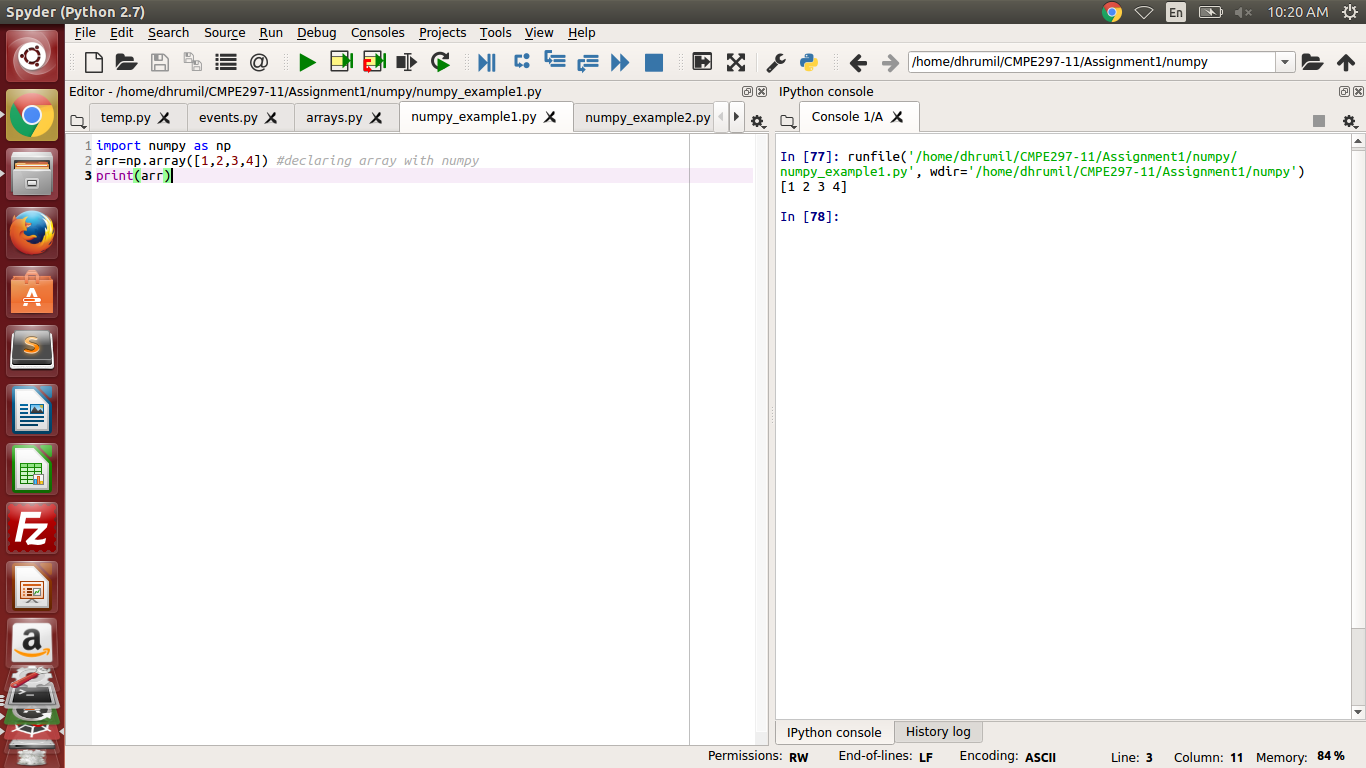 Spyder (Python 2.7)
En
10:20 AM
File Edit Search Source Run Debug Consoles Projects Tools View Help
@
/home/dhrumil/CMPE297-11/Assignment1/numpy
Editor - /home/dhrumil/CMPE297-11/Assignment1/numpy/numpy_example1.py
temp.py events.py arrays.py numpy_example1.py numpy_example2.py
1 import numpy as np
2 arr=np.array([1,2,3,4]) #declaring array with numpy
3 print(arr)
IPython console
Console 1/A
In [77]: runfile('/home/dhrumil/CMPE297-11/Assignment1/numpy/
numpy_example1.py', wdir='/home/dhrumil/CMPE297-11/Assignment1/numpy')
[1 2 3 4]
In [78]:
IPython console History log
Permissions: RW End-of-lines: LF Encoding: ASCII Line: 3 Column: 11 Memory: 84 %
A
S
Fz
a